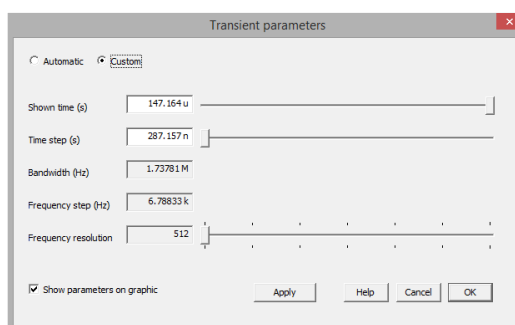 Transient parameters
x
Automatic Custom
Shown time (s) 147.164 u
Time step (s) 287.157 n
Bandwidth (Hz) 1.73781 M
Frequency step (Hz) 6.78833 k
Frequency resolution 512
Show parameters on graphic Apply Help Cancel OK